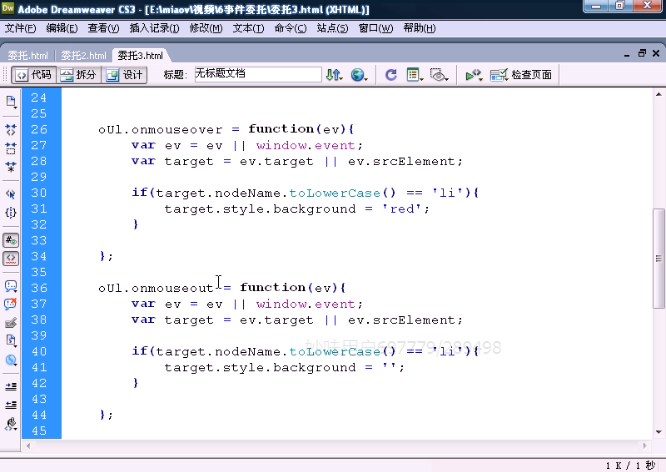 Adobe Dreamweaver CS3 - [E:\miaov\视频\6事件委托\委托3.html (XHTML)]
文件(F) 编辑(E) 查看(V) 插入记录(I) 修改(M) 文本(T) 命令(C) 站点(S) 窗口(W) 帮助(H)
委托.html 委托2.html 委托3.html
代码 拆分 设计 标题: 无标题文档 检查页面
24
25
26 oUl.onmouseover = function(ev){
27 var ev = ev || window.event;
28 var target = ev.target || ev.srcElement;
29
30 if(target.nodeName.toLowerCase() == 'li'){
31 target.style.background = 'red';
32 }
33
34 };
35
36 oUl.onmouseout = function(ev){
37 var ev = ev || window.event;
38 var target = ev.target || ev.srcElement;
39
40 if(target.nodeName.toLowerCase() == 'li'){
41 target.style.background = '';
42 }
43
44 };
45
1 K / 1 秒